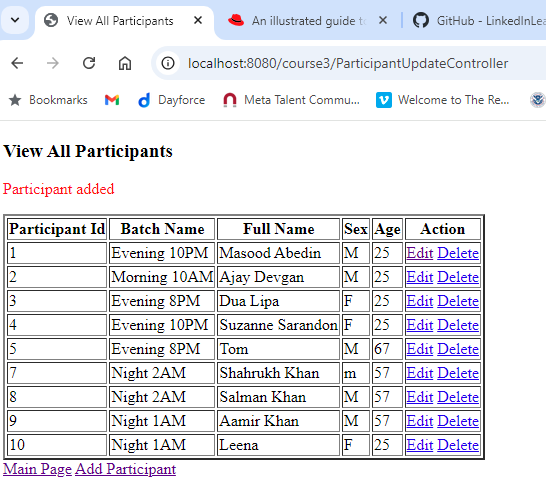 View All Participants
An illustrated guide to
GitHub - LinkedInLea
localhost:8080/course3/ParticipantUpdateController
Bookmarks Dayforce Meta Talent Commu... Welcome to The Re...
View All Participants
Participant added
Participant Id Batch Name Full Name Sex Age Action
1 Evening 10PM Masood Abedin M 25 Edit Delete
2 Morning 10AM Ajay Devgan M 25 Edit Delete
3 Evening 8PM Dua Lipa F 25 Edit Delete
4 Evening 10PM Suzanne Sarandon F 25 Edit Delete
5 Evening 8PM Tom M 67 Edit Delete
7 Night 2AM Shahrukh Khan m 57 Edit Delete
8 Night 2AM Salman Khan M 57 Edit Delete
9 Night 1AM Aamir Khan M 57 Edit Delete
10 Night 1AM Leena F 25 Edit Delete
Main Page Add Participant